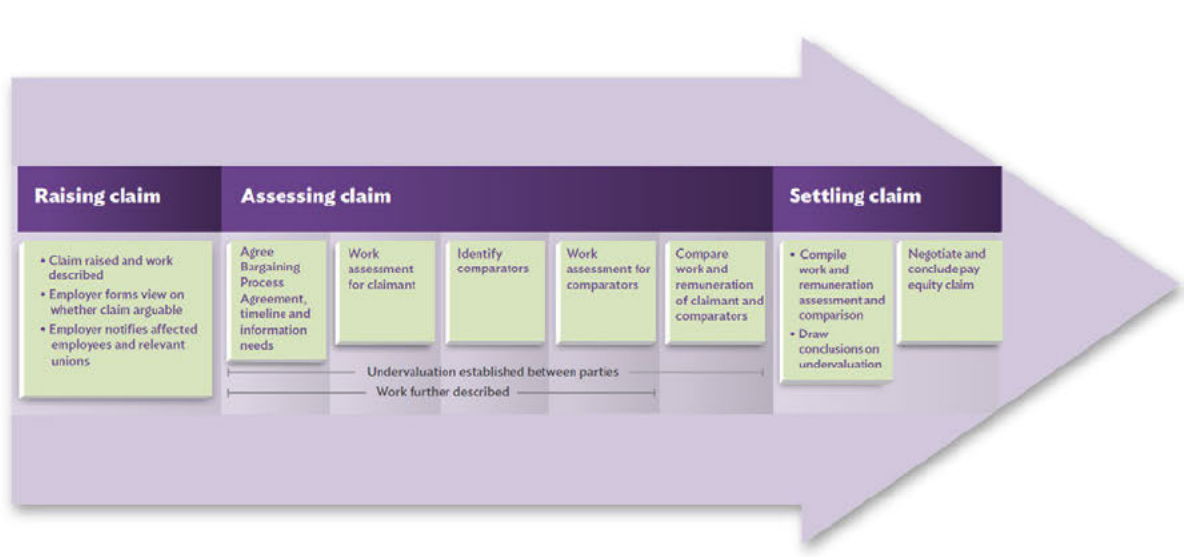 Raising claim
Assessing claim
Settling claim
• Claim raised and work
described
• Employer forms view on
whether claim arguable
• Employer notifies affected
employees and relevant
unions
Agree
Bargaining
Process
Agreement,
timeline and
information
needs
Work
assessment
for claimant
Identify
comparators
Work
assessment for
comparators
Compare
work and
remuneration
of claimant and
comparators
• Compile
work and
remuneration
assessment and
comparison
• Draw
conclusions on
undervaluation
Negotiate and
conclude pay
equity claim
Undervaluation established between parties
Work further described